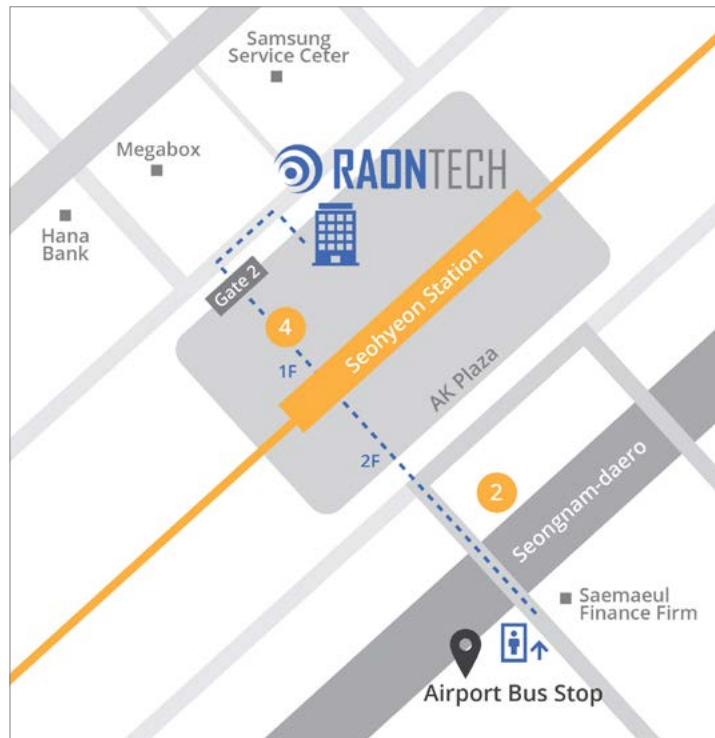 Samsung
Service Ceter
Megabox
RAONTECH
Hana
Bank
Gate 2
4
Seohyeon Station
1F
AK Plaza
2F
2
Seongnam-daero
Saemaeul
Finance Firm
Airport Bus Stop